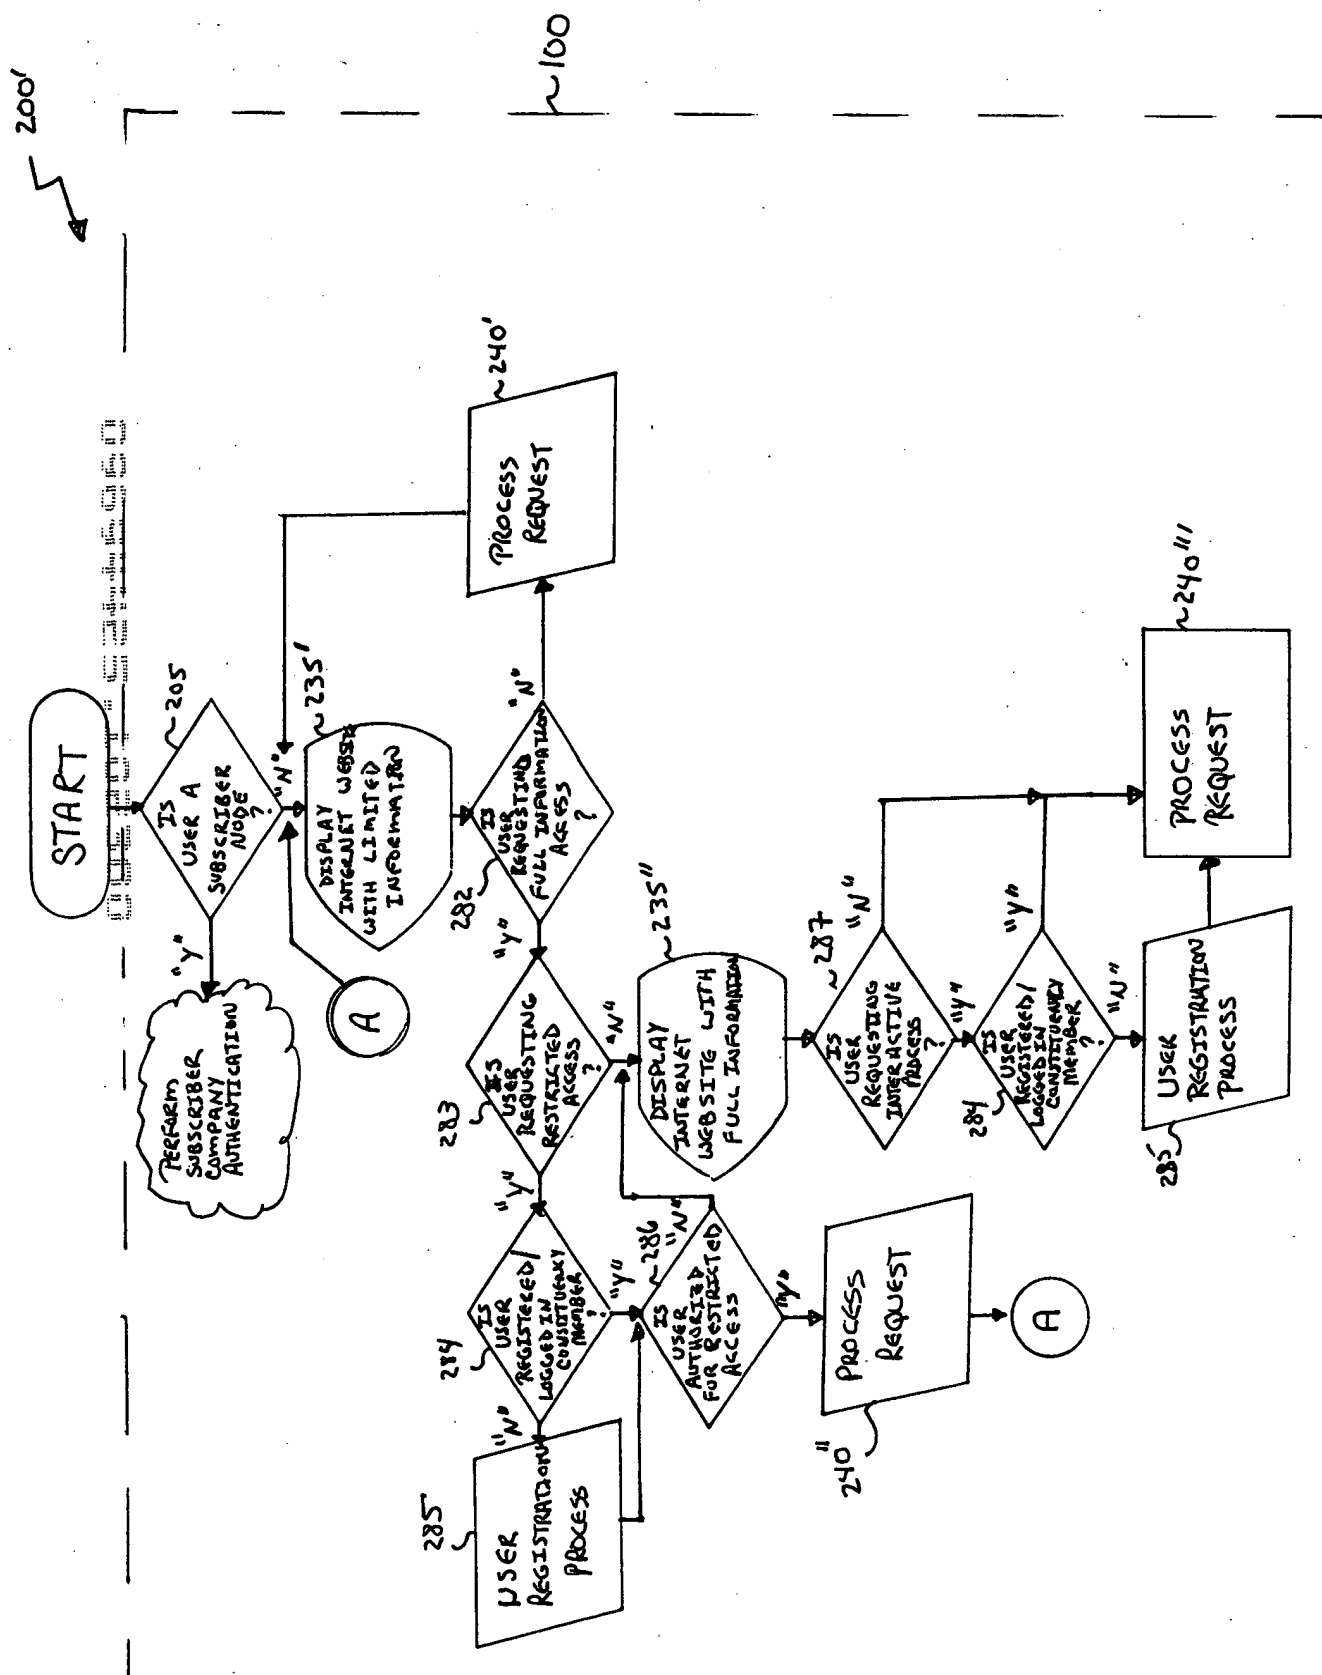 200'
100
START
205
IS
USER A
SUBSCRIBER
NODE
?
"Y"
PERFORM
SUBSCRIBER
COMPANY
AUTHENTICATION
"N"
A
235'
DISPLAY
INTERNET WEBSITE
WITH LIMITED
INFORMATION
282
IS
USER
REQUESTING
FULL INFORMATION
ACCESS
?
"N"
240'
PROCESS
REQUEST
"Y"
283
IS
USER
REQUESTING
RESTRICTED
ACCESS
?
"N"
"Y"
284
IS
USER
REGISTERED/
LOGGED IN
CONSTITUENCY
MEMBER
?
"N"
285
USER
REGISTRATION
PROCESS
"Y"
286
IS
USER
AUTHORIZED
FOR RESTRICTED
ACCESS
"N"
"Y"
240"
PROCESS
REQUEST
A
235"
DISPLAY
INTERNET
WEBSITE WITH
FULL INFORMATION
287
IS
USER
REQUESTING
INTERACTIVE
PROCESS
?
"N"
"Y"
284
IS
USER
REGISTERED/
LOGGED IN
CONSTITUENCY
MEMBER
?
"Y"
"N"
285
USER
REGISTRATION
PROCESS
240'''
PROCESS
REQUEST